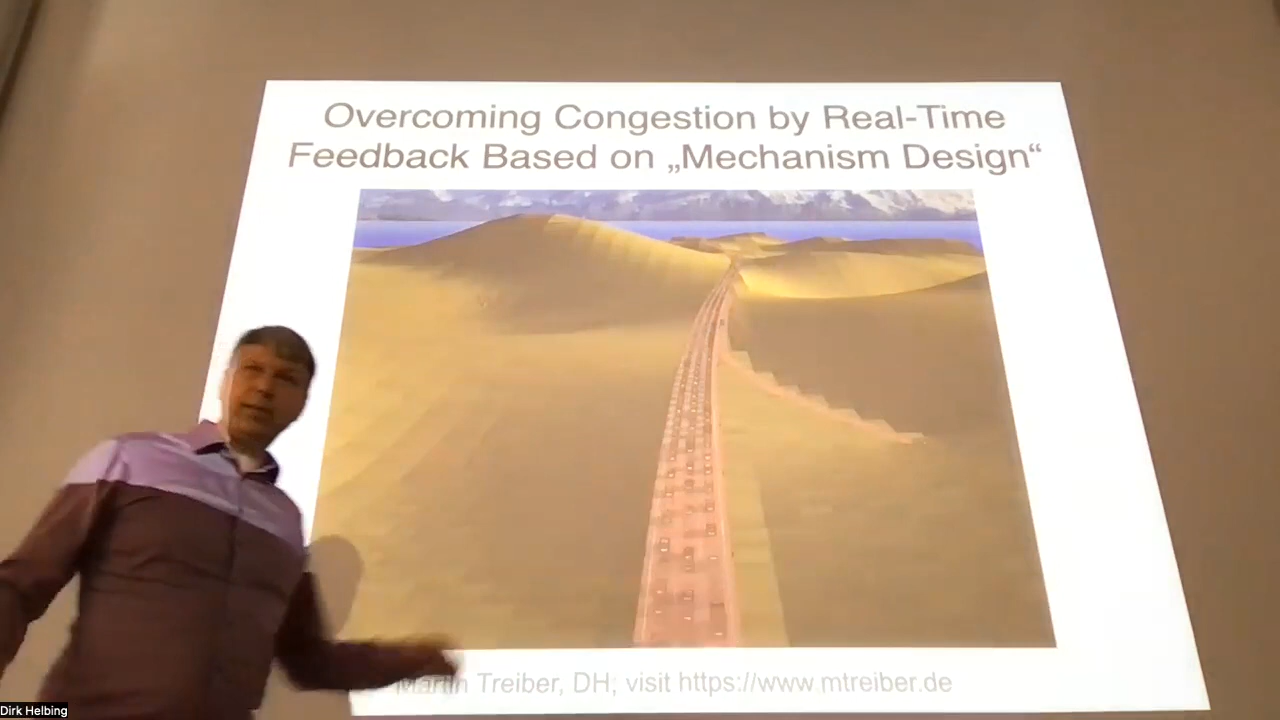 Overcoming Congestion by Real-Time
Feedback Based on „Mechanism Design“
Martin Treiber, DH; visit https://www.mtreiber.de
Dirk Helbing